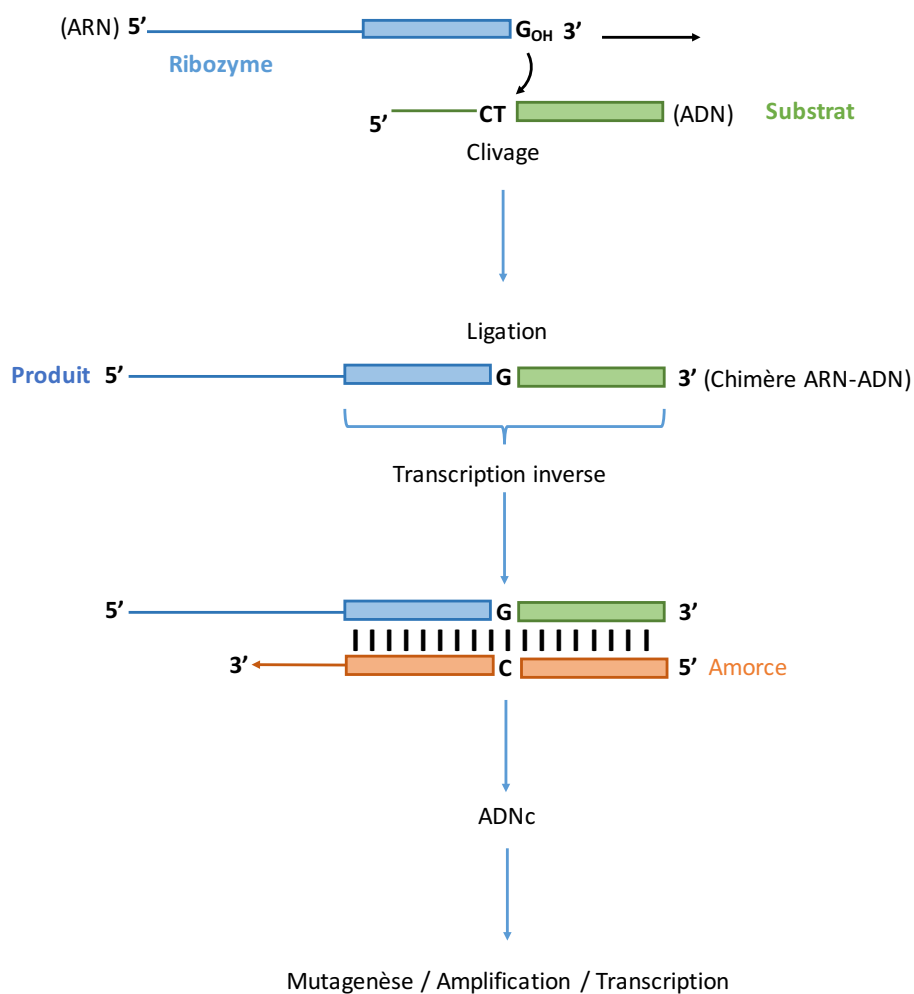 (ARN) 5’ G_OH 3’
Ribozyme
5’ CT (ADN) Substrat
Clivage
Ligation
Produit 5’ G 3’ (Chimère ARN-ADN)
Transcription inverse
5’ G 3’
3’ C 5’ Amorce
ADNc
Mutagenèse / Amplification / Transcription